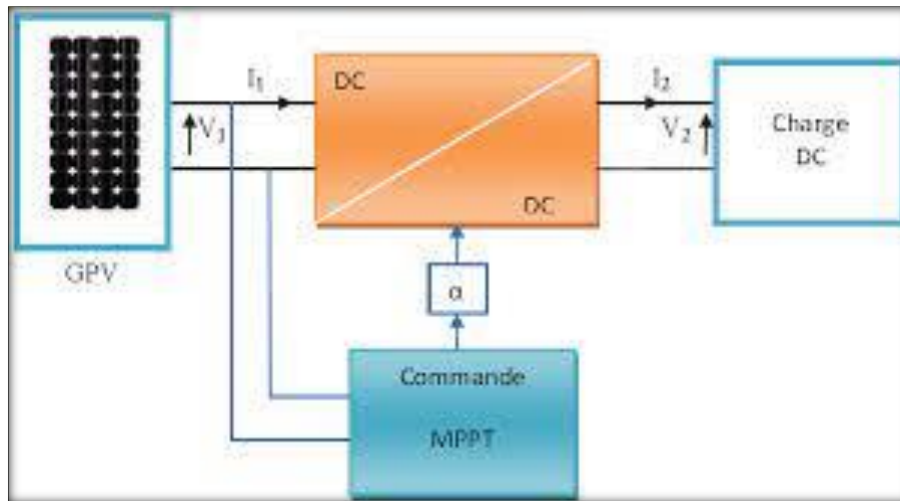 I1
DC
I2
V1
V2
Charge
DC
DC
GPV
α
Commande
MPPT